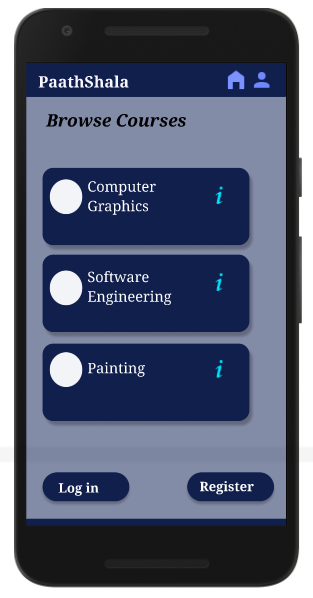 PaathShala
Browse Courses
Computer
Graphics
i
Software
Engineering
i
Painting
i
Log in
Register